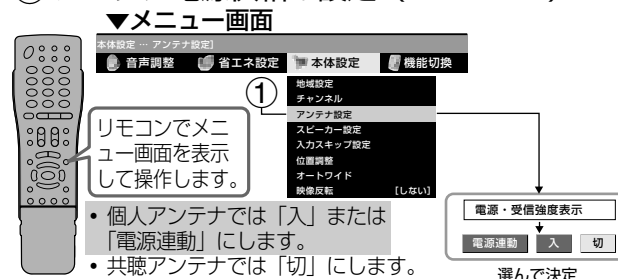 ▼メニュー画面
本体設定 … アンテナ設定]
音声調整 省エネ設定 本体設定 機能切換
①
地域設定
チャンネル
アンテナ設定
スピーカー設定
入力スキップ設定
位置調整
オートワイド
映像反転 [しない]
リモコンでメニ
ュー画面を表示
して操作します。
• 個人アンテナでは「入」または
「電源連動」にします。
• 共聴アンテナでは「切」にします。
電源・受信強度表示
電源連動 入 切
選んで決定